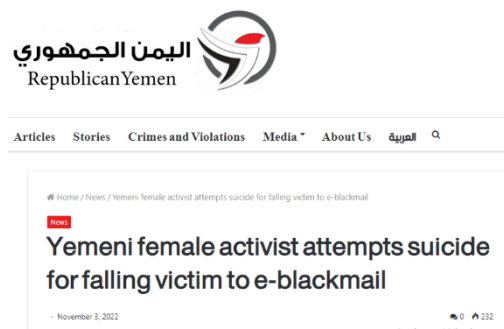 اليمن الجمهوري
RepublicanYemen
Articles Stories Crimes and Violations Media About Us العربية
Home / News / Yemeni female activist attempts suicide for falling victim to e-blackmail
News
Yemeni female activist attempts suicide
for falling victim to e-blackmail
- November 3, 2022 0 232